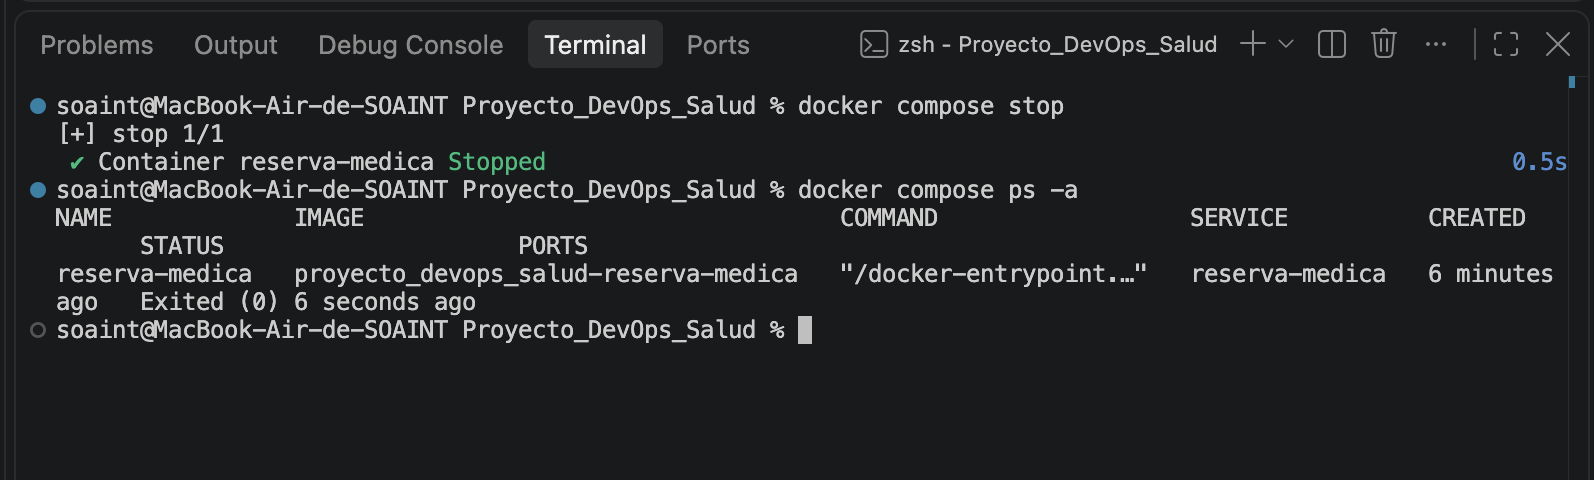 Problems Output Debug Console Terminal Ports zsh - Proyecto_DevOps_Salud
soaint@MacBook-Air-de-SOAINT Proyecto_DevOps_Salud % docker compose stop
[+] stop 1/1
✔ Container reserva-medica Stopped 0.5s
soaint@MacBook-Air-de-SOAINT Proyecto_DevOps_Salud % docker compose ps -a
NAME IMAGE COMMAND SERVICE CREATED
STATUS PORTS
reserva-medica proyecto_devops_salud-reserva-medica "/docker-entrypoint.…" reserva-medica 6 minutes
ago Exited (0) 6 seconds ago
soaint@MacBook-Air-de-SOAINT Proyecto_DevOps_Salud %